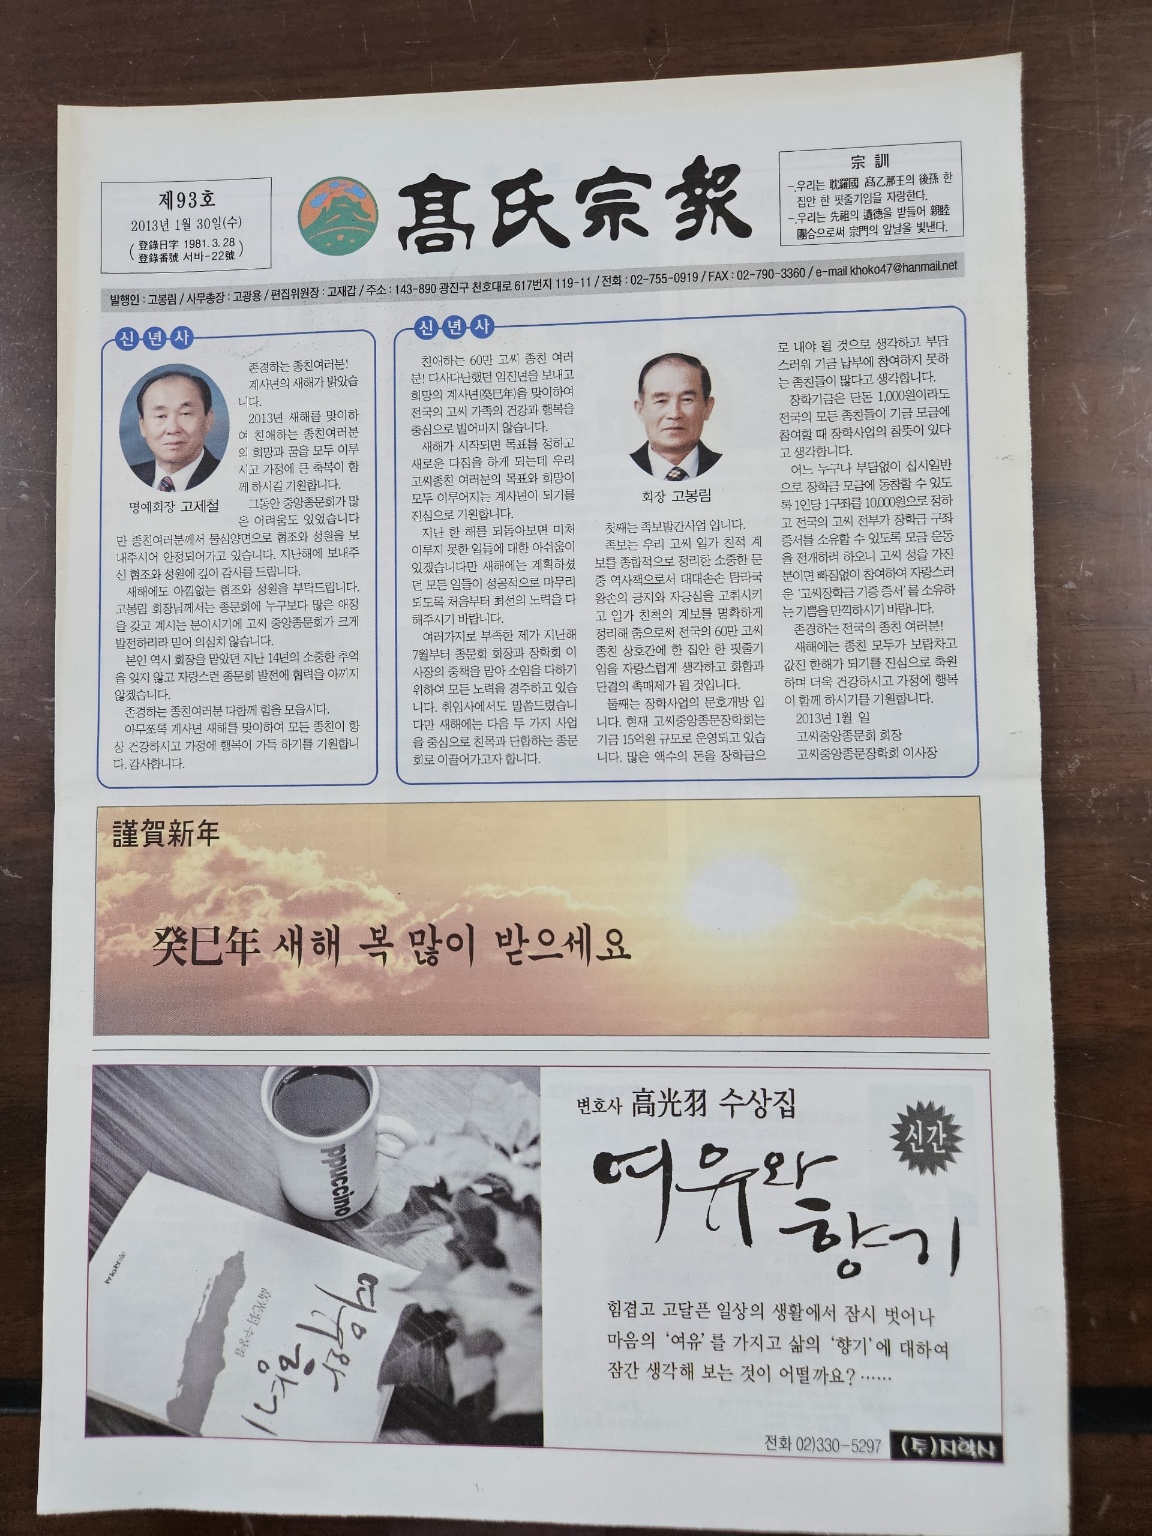 제93호
2013년 1월 30일(수)
登錄日字 1981. 3. 28
登錄番號 서바-22號
髙氏宗報
宗 訓
-.우리는 耽羅國 高乙那王의 後孫 한
집안 한 핏줄기임을 자랑한다.
-.우리는 先祖의 遺德을 받들어 親睦
團合으로써 宗門의 앞날을 빛낸다.
발행인 : 고봉림 / 사무총장 : 고광용 / 편집위원장 : 고재갑 / 주소 : 143-890 광진구 천호대로 617번지 119-11 / 전화 : 02-755-0919 / FAX : 02-790-3360 / e-mail khoko47@hanmail.net
신년사
존경하는 종친여러분!
계사년의 새해가 밝았습
니다.
2013년 새해를 맞이하
여 친애하는 종친여러분
의 희망과 꿈을 모두 이루
시고 가정에 큰 축복이 함
께 하시길 기원합니다.
그동안 중앙종문회가 많
은 어려움도 있었습니다
명예회장 고제철
만 종친여러분께서 물심양면으로 협조와 성원을 보
내주시어 안정되어가고 있습니다. 지난해에 보내주
신 협조와 성원에 깊이 감사를 드립니다.
새해에도 아낌없는 협조와 성원을 부탁드립니다.
고봉림 회장님께서는 종문회에 누구보다 많은 애정
을 갖고 계시는 분이시기에 고씨 중앙종문회가 크게
발전하리라 믿어 의심치 않습니다.
본인 역시 회장을 맡았던 지난 14년의 소중한 추억
을 잊지 않고 자랑스런 종문회 발전에 협력을 아끼지
않겠습니다.
존경하는 종친여러분 다함께 힘을 모읍시다.
아무쪼록 계사년 새해를 맞이하여 모든 종친이 항
상 건강하시고 가정에 행복이 가득 하기를 기원합니
다. 감사합니다.
신년사
친애하는 60만 고씨 종친 여러
분! 다사다난했던 임진년을 보내고
희망의 계사년(癸巳年)을 맞이하여
전국의 고씨 가족의 건강과 행복을
충심으로 빌어마지 않습니다.
새해가 시작되면 목표를 정하고
새로운 다짐을 하게 되는데 우리
고씨종친 여러분의 목표와 희망이
모두 이루어지는 계사년이 되기를
진심으로 기원합니다.
지난 한 해를 되돌아보면 미처
이루지 못한 일들에 대한 아쉬움이
있겠습니다만 새해에는 계획하셨
던 모든 일들이 성공적으로 마무리
되도록 처음부터 최선의 노력을 다
해주시기 바랍니다.
여러가지로 부족한 제가 지난해
7월부터 종문회 회장과 장학회 이
사장의 중책을 맡아 소임을 다하기
위하여 모든 노력을 경주하고 있습
니다. 취임사에서도 말씀드렸습니
다만 새해에는 다음 두 가지 사업
을 중심으로 친목과 단합하는 종문
회로 이끌어가고자 합니다.
회장 고봉림
첫째는 족보발간사업 입니다.
족보는 우리 고씨 일가 친척 계
보를 종합적으로 정리한 소중한 문
중 역사책으로서 대대손손 탐라국
왕손의 긍지와 자긍심을 고취시키
고 일가 친척의 계보를 명확하게
정리해 줌으로써 전국의 60만 고씨
종친 상호간에 한 집안 한 핏줄기
임을 자랑스럽게 생각하고 화합과
단결의 촉매제가 될 것입니다.
둘째는 장학사업의 문호개방 입
니다. 현재 고씨중앙종문장학회는
기금 15억원 규모로 운영되고 있습
니다. 많은 액수의 돈을 장학금으
로 내야 될 것으로 생각하고 부담
스러워 기금 납부에 참여하지 못하
는 종친들이 많다고 생각합니다.
장학기금은 단돈 1,000원이라도
전국의 모든 종친들이 기금 모금에
참여할 때 장학사업의 참뜻이 있다
고 생각합니다.
어느 누구나 부담없이 십시일반
으로 장학금 모금에 동참할 수 있도
록 1인당 1구좌를 10,000원으로 정하
고 전국의 고씨 전부가 장학금 구좌
증서를 소유할 수 있도록 모금 운동
을 전개하려 하오니 고씨 성을 가진
분이면 빠짐없이 참여하여 자랑스러
운 '고씨장학금 기증 증서'를 소유하
는 기쁨을 만끽하시기 바랍니다.
존경하는 전국의 종친 여러분!
새해에는 종친 모두가 보람차고
값진 한해가 되기를 진심으로 축원
하며 더욱 건강하시고 가정에 행복
이 함께 하시기를 기원합니다.
2013년 1월 일
고씨중앙종문회 회장
고씨중앙종문장학회 이사장
謹賀新年
癸巳年 새해 복 많이 받으세요
ppuccino
高光羽 수상집
여유와
향기
변호사 高光羽 수상집
신간
여유와
향기
힘겹고 고달픈 일상의 생활에서 잠시 벗어나
마음의 '여유'를 가지고 삶의 '향기'에 대하여
잠간 생각해 보는 것이 어떨까요?……
전화 02)330-5297
(주)지학사